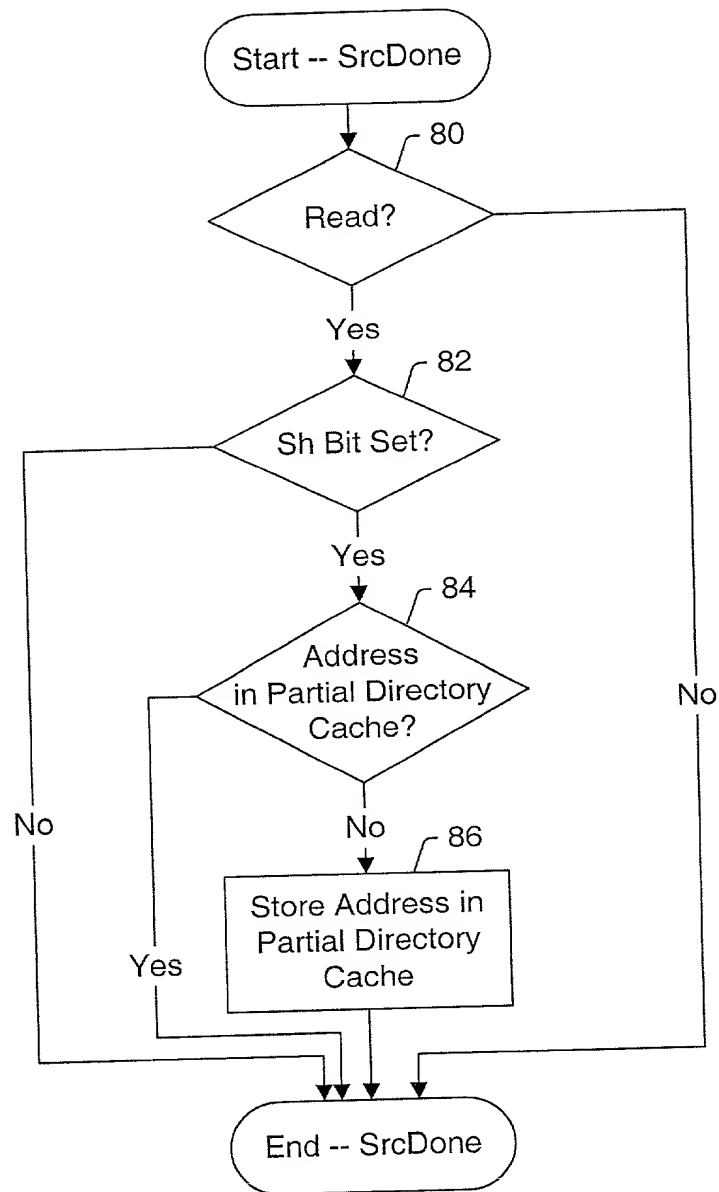 Start -- SrcDone
80
Read?
Yes
82
Sh Bit Set?
Yes
84
Address
in Partial Directory
Cache?
No
No
No
86
Store Address in
Partial Directory
Cache
Yes
End -- SrcDone